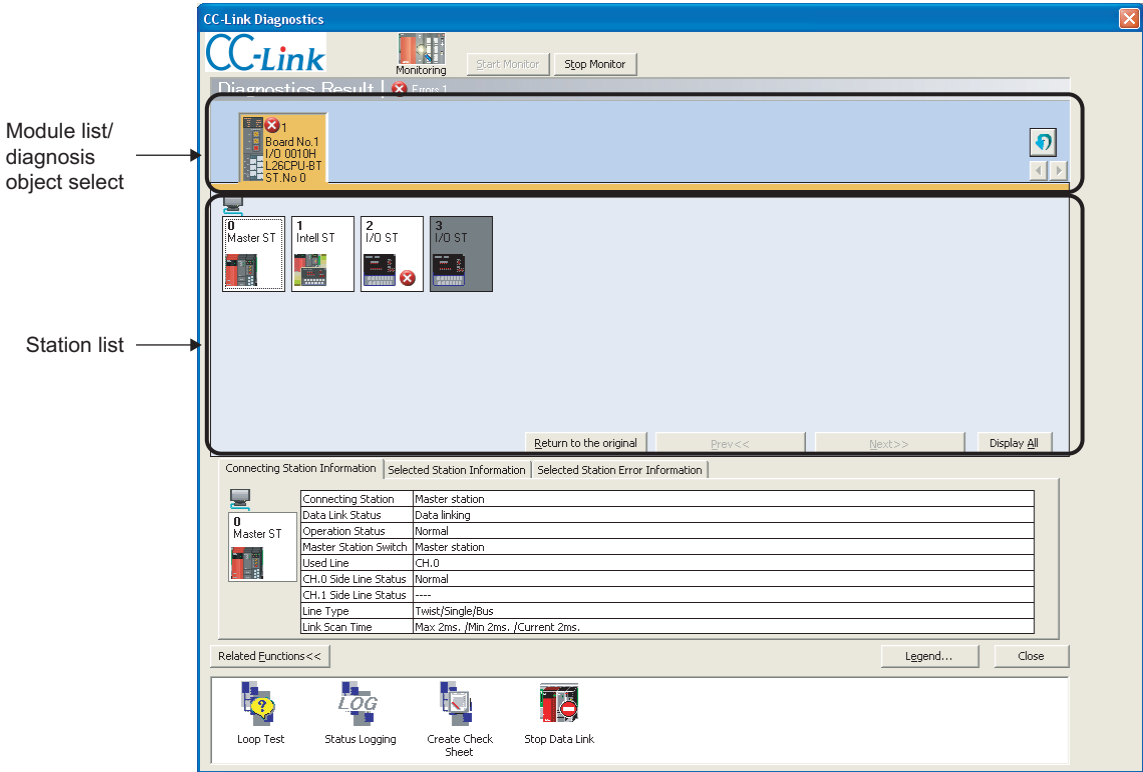 CC-Link Diagnostics
CC-Link
Monitoring
Start Monitor
Stop Monitor
Diagnostics Result
Errors 1
Module list/
diagnosis
object select
1
Board No.1
I/O 0010H
L26CPU-BT
ST.No 0
0
Master ST
1
Intell ST
2
I/O ST
3
I/O ST
Station list
Return to the original
Prev<<
Next>>
Display All
Connecting Station Information
Selected Station Information
Selected Station Error Information
0
Master ST
Connecting Station Master station
Data Link Status Data linking
Operation Status Normal
Master Station Switch Master station
Used Line CH.0
CH.0 Side Line Status Normal
CH.1 Side Line Status ----
Line Type Twist/Single/Bus
Link Scan Time Max 2ms. /Min 2ms. /Current 2ms.
Related Functions<<
Legend...
Close
LOG
Loop Test
Status Logging
Create Check
Sheet
Stop Data Link